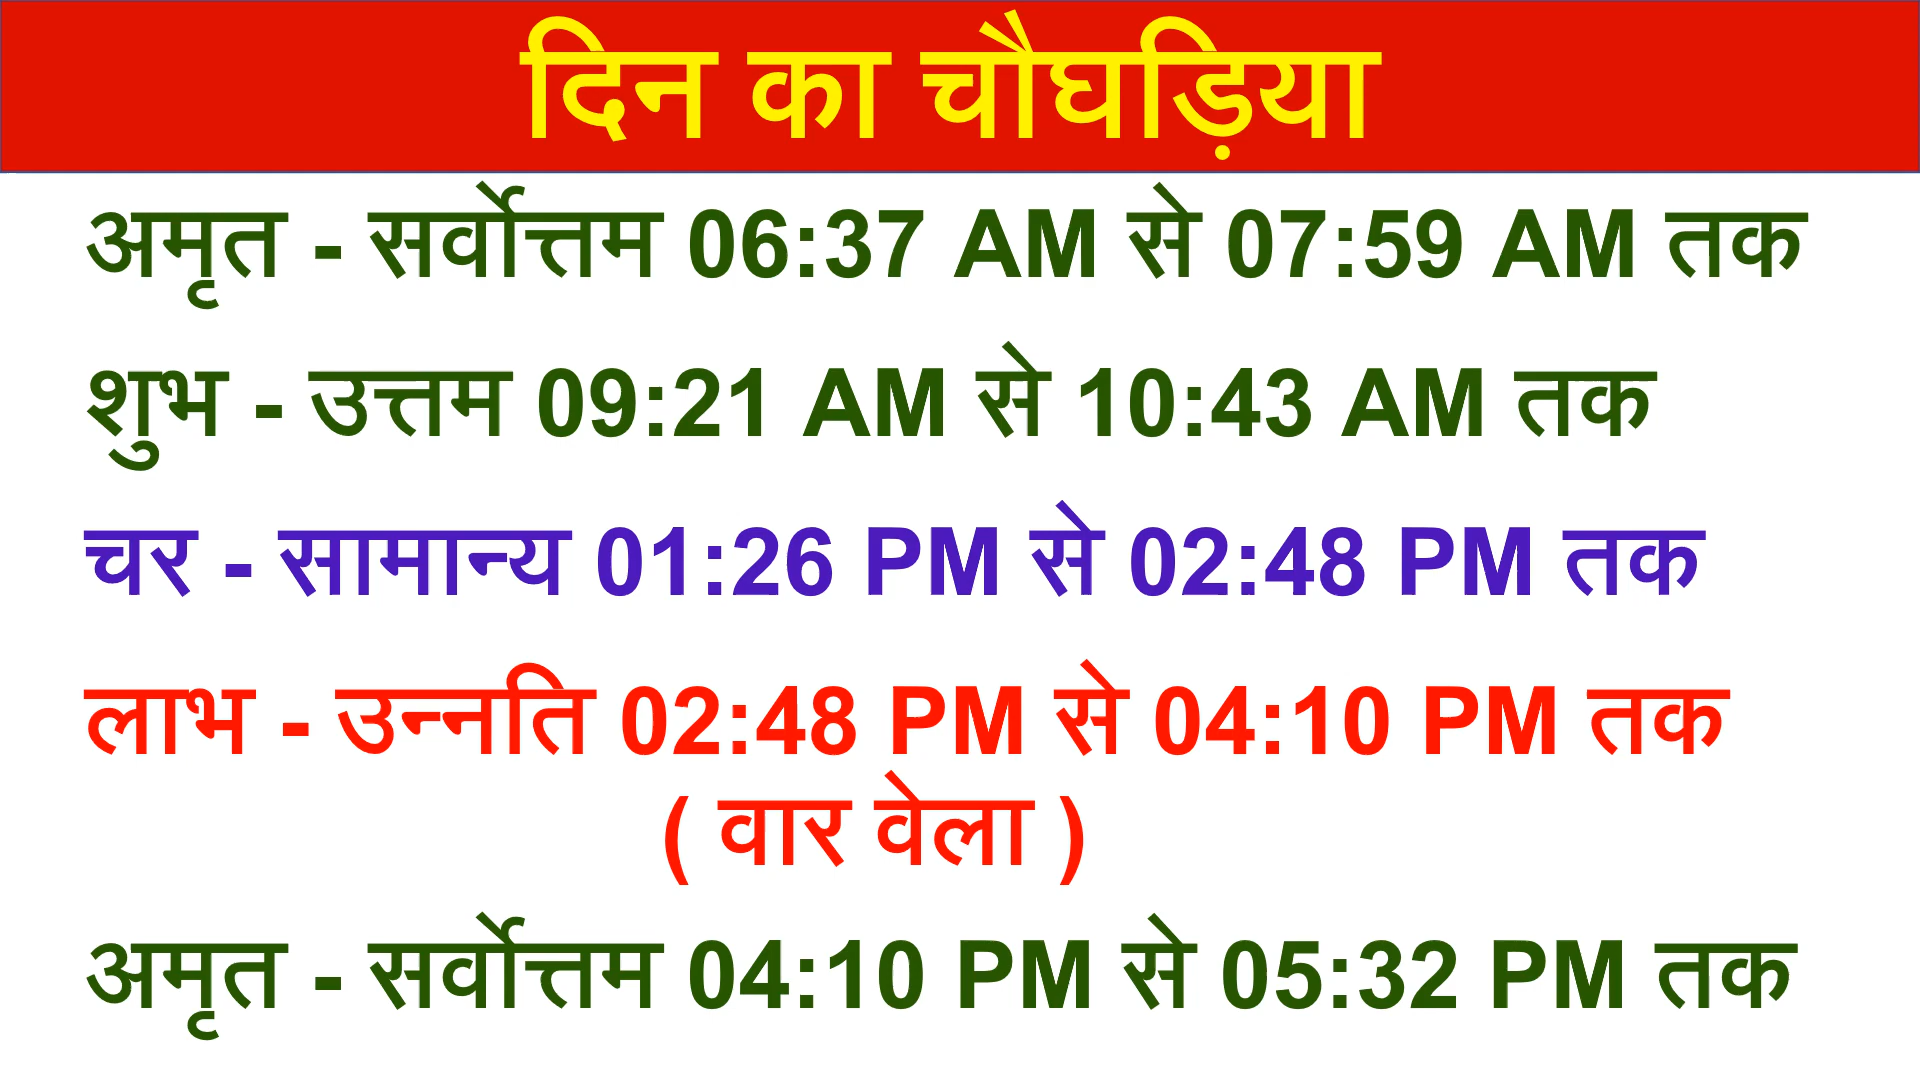 दिन का चौघड़िया
अमृत - सर्वोत्तम 06:37 AM से 07:59 AM तक
शुभ - उत्तम 09:21 AM से 10:43 AM तक
चर - सामान्य 01:26 PM से 02:48 PM तक
लाभ - उन्नति 02:48 PM से 04:10 PM तक
( वार वेला )
अमृत - सर्वोत्तम 04:10 PM से 05:32 PM तक